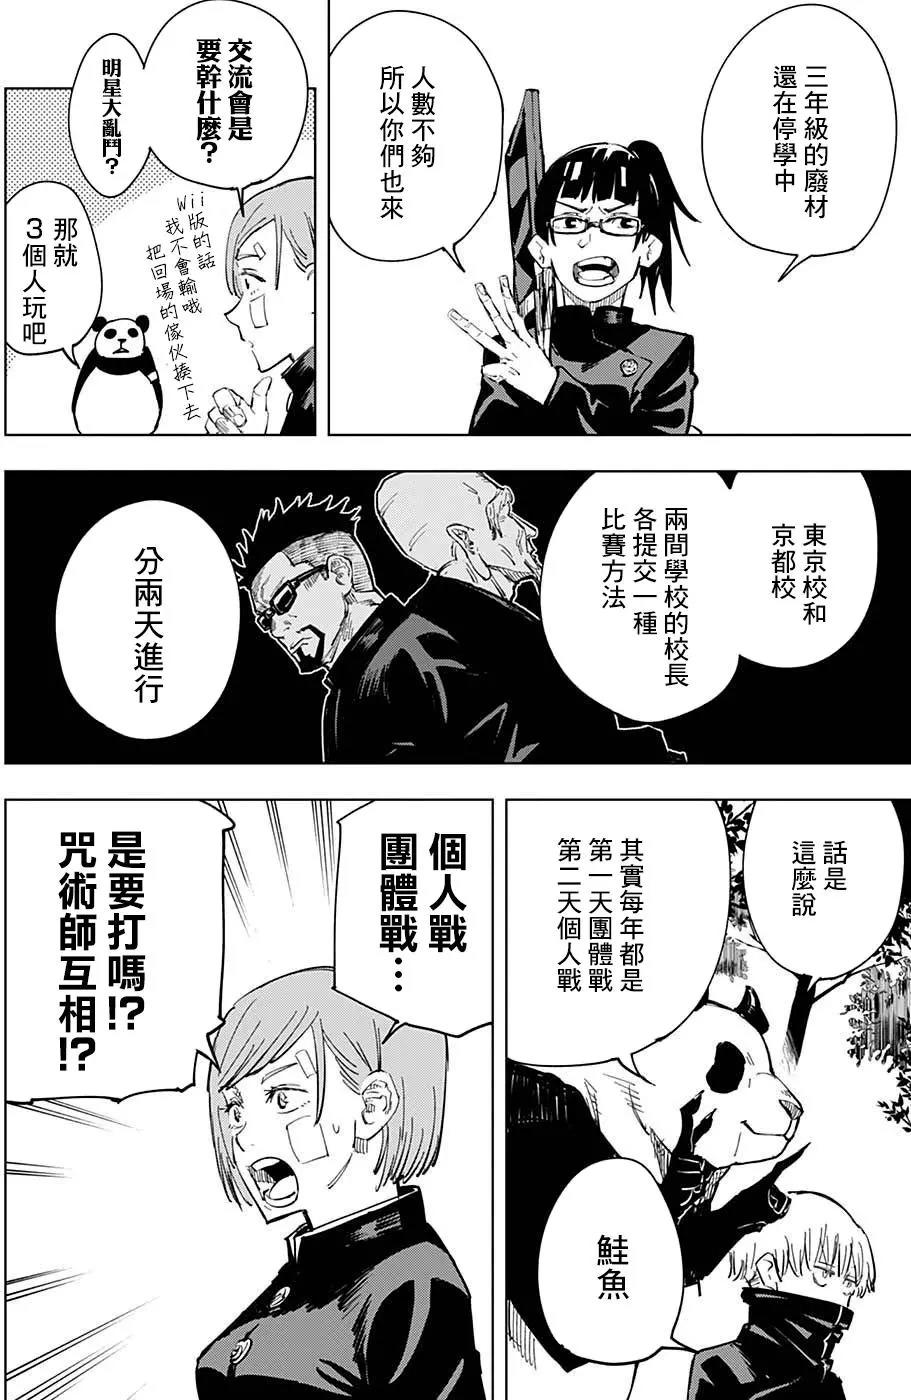 三年級的廢材
還在停學中
人數不夠
所以你們也來
交流會是
要幹什麼？
明星大亂鬥？
Wii版的話
我不會輸哦
把回場的傢伙揍下去
那就
３個人玩吧
東京校和
京都校
兩間學校的校長
各提交一種
比賽方法
分兩天進行
話是
這麼說
其實每年都是
第一天團體戰
第二天個人戰
鮭魚
個人戰
團體戰…
是要打嗎!?
咒術師互相!?